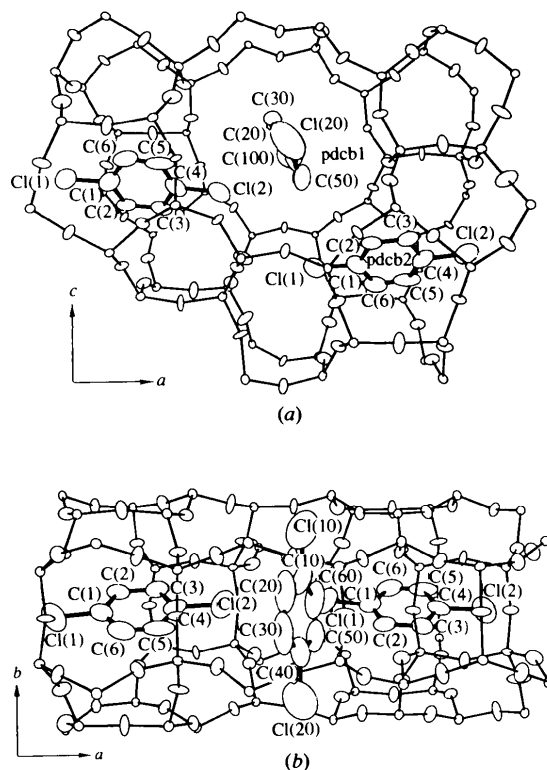 C(30)
C(20) Cl(20)
C(6) C(5)
C(100) pdcb1
C(4)
Cl(1) Cl(2) C(50)
C(1)
C(2) C(3) C(3)
C(2) Cl(2)
pdcb2
Cl(1) C(1) C(4)
C(6) C(5)
c
a
(a)
Cl(10)
C(2) C(10) C(6)
C(1) C(3) C(20) C(60) C(5)
C(1) C(4) Cl(2)
C(4) Cl(2)
Cl(1) C(30) Cl(1) C(3)
C(6) C(5) C(50) C(2)
C(40)
b
Cl(20)
a
(b)